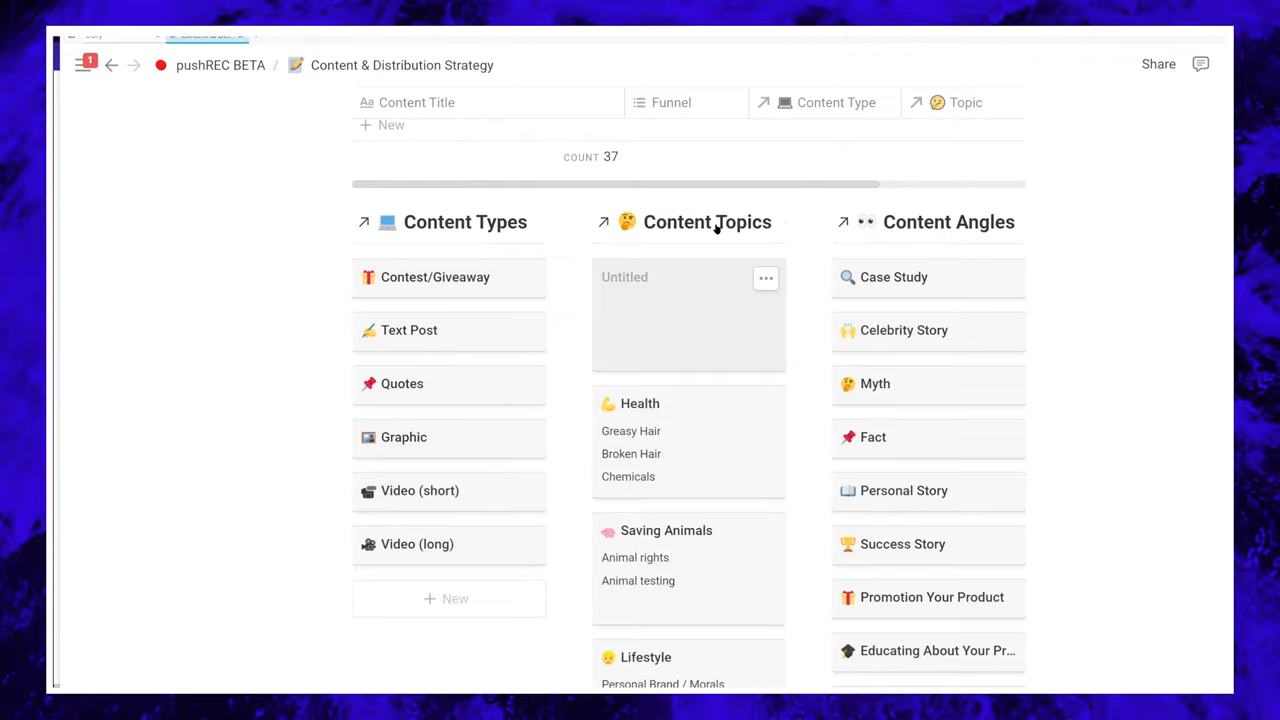 1
pushREC BETA / Content & Distribution Strategy
Share
Aa Content Title
Funnel
Content Type
Topic
+ New
COUNT 37
Content Types
Contest/Giveaway
Text Post
Quotes
Graphic
Video (short)
Video (long)
+ New
Content Topics
Untitled
Health
Greasy Hair
Broken Hair
Chemicals
Saving Animals
Animal rights
Animal testing
Lifestyle
Personal Brand / Morals
Content Angles
Case Study
Celebrity Story
Myth
Fact
Personal Story
Success Story
Promotion Your Product
Educating About Your Pr...